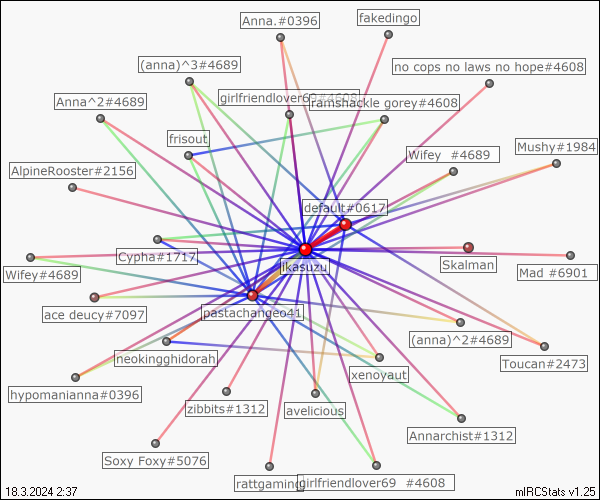 Anna.#0396
fakedingo
(anna)^3#4689
no cops no laws no hope#4608
Anna^2#4689
girlfriendlover69#4608
ramshackle gorey#4608
frisout
Mushy#1984
Wifey  #4689
AlpineRooster#2156
default#0617
Cypha#1717
jikasuzu
Skalman
Mad #6901
Wifey#4689
ace deucy#7097
pastachangeo41
(anna)^2#4689
neokingghidorah
Toucan#2473
xenoyaut
hypomanianna#0396
zibbits#1312
avelicious
Annarchist#1312
Soxy Foxy#5076
rattgaming
girlfriendlover69  #4608
18.3.2024 2:37
mIRCStats v1.25